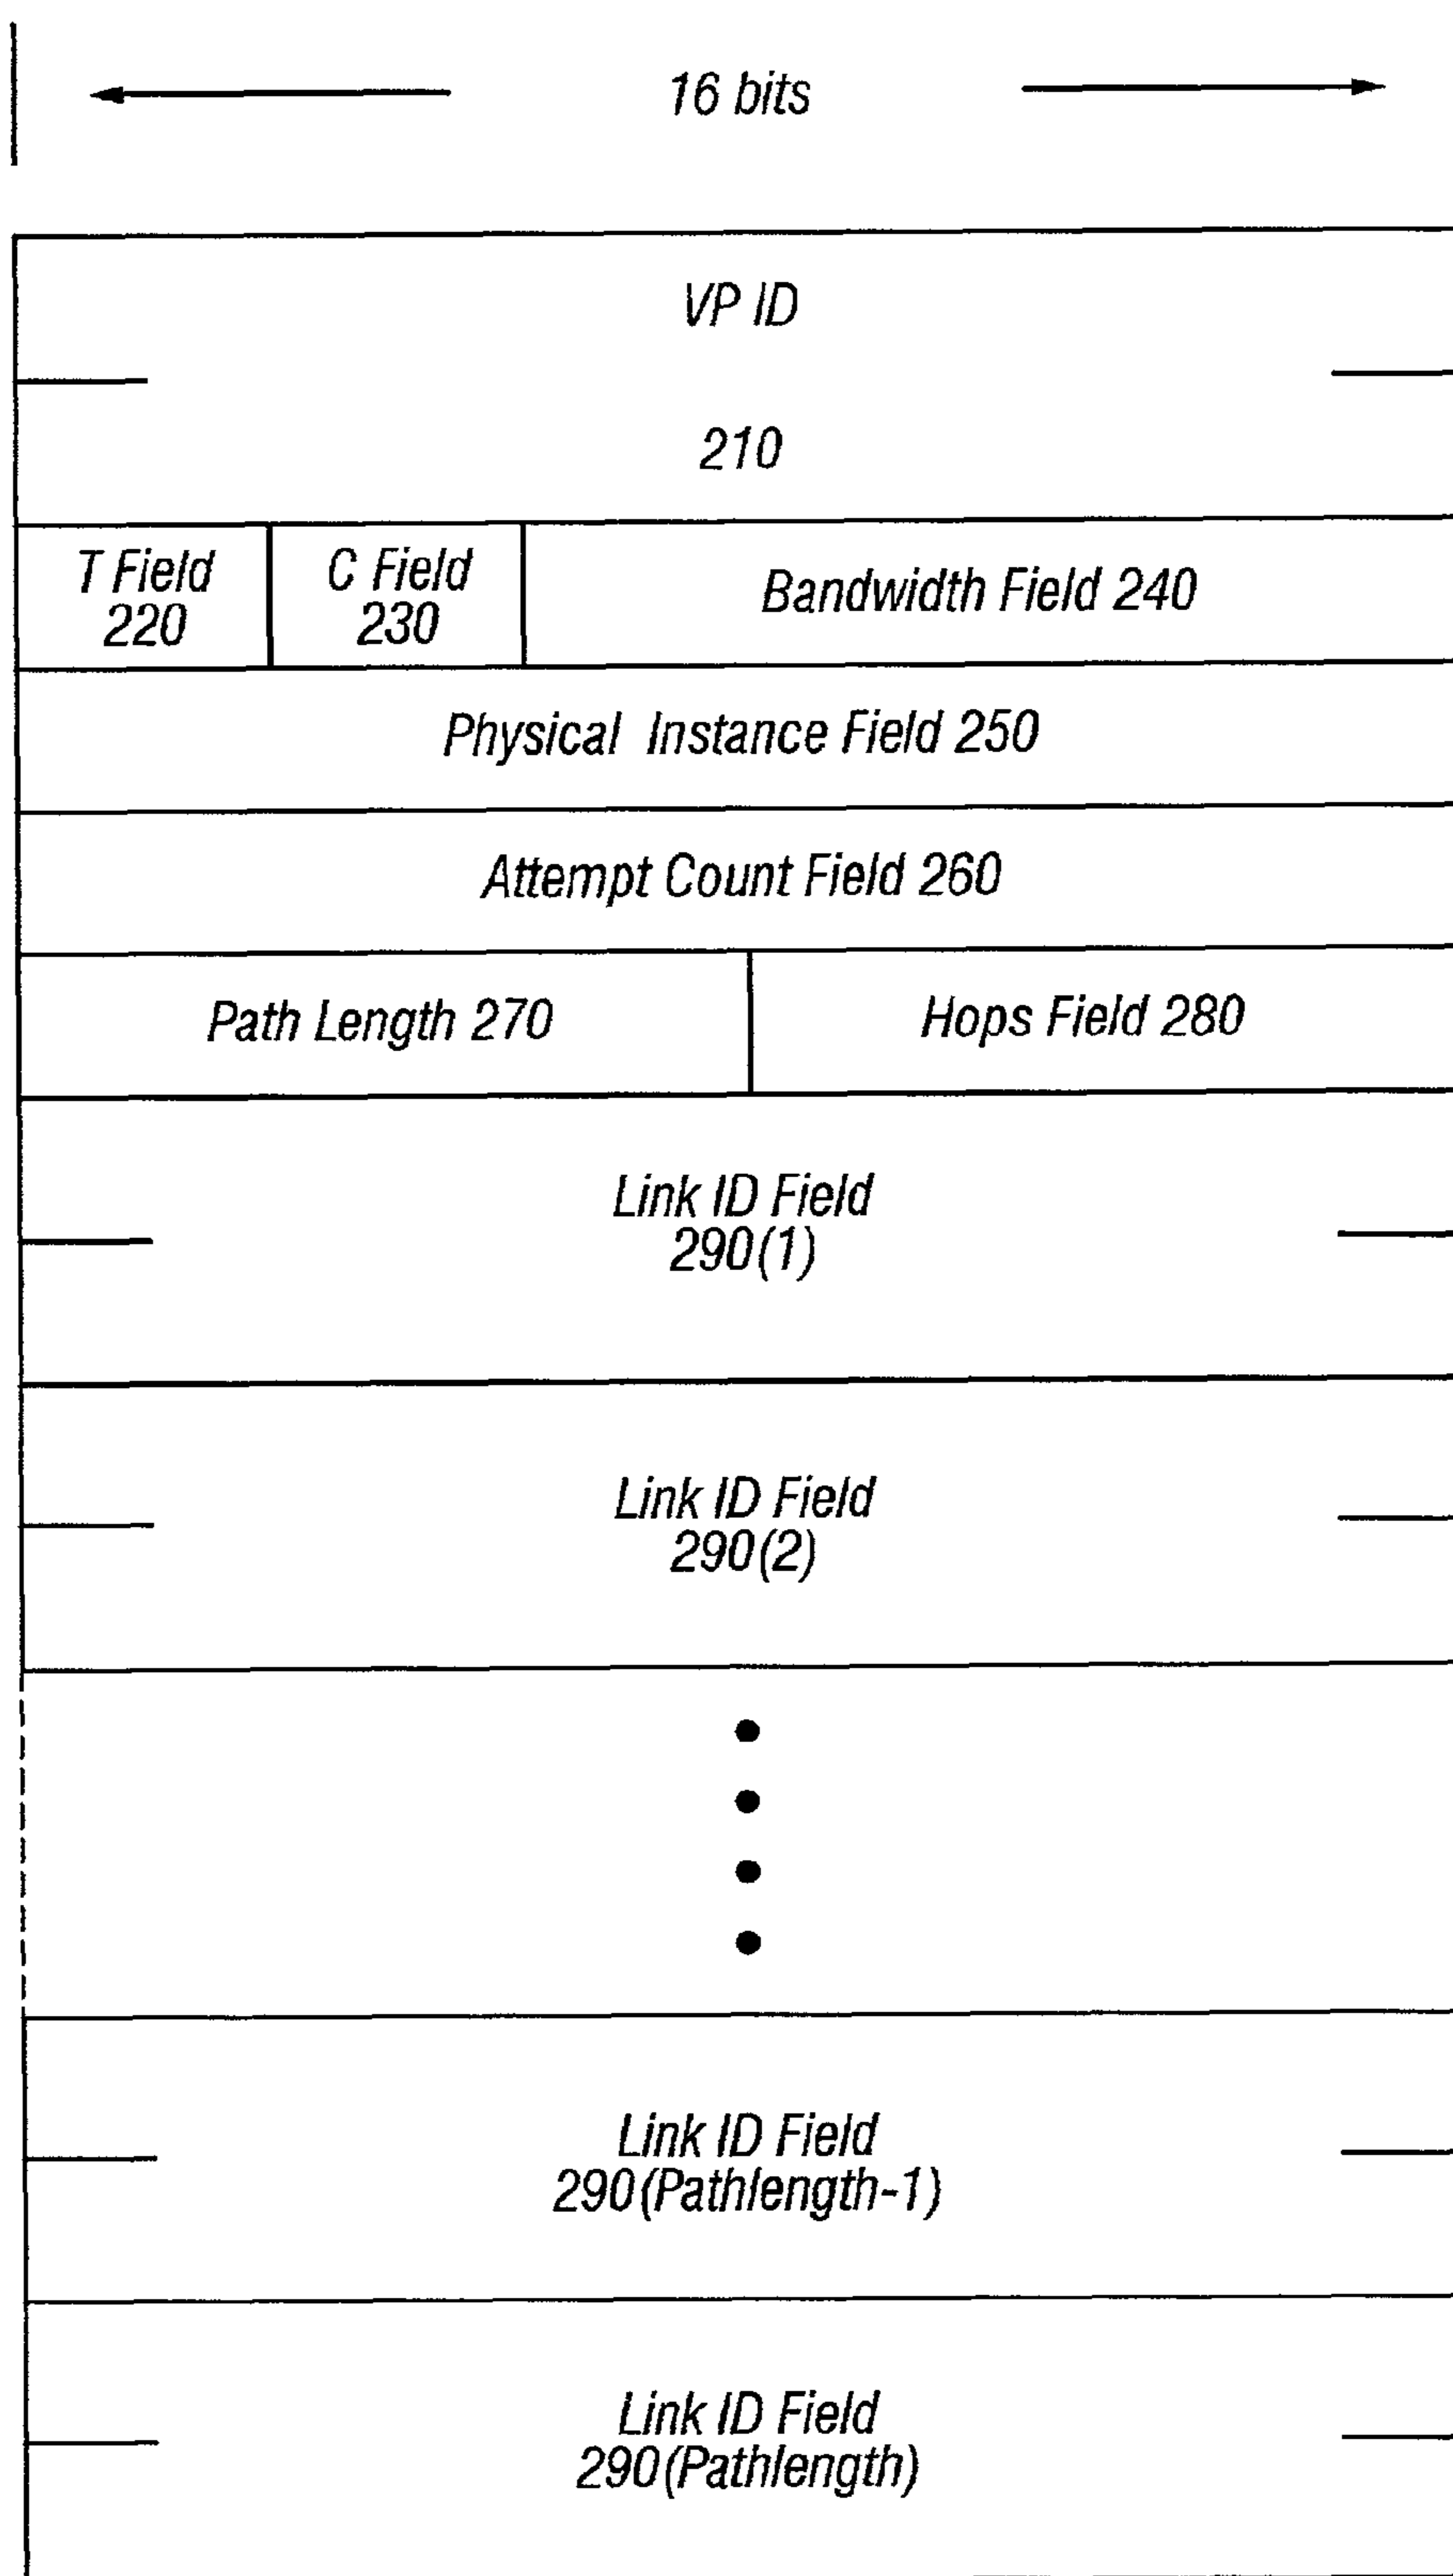 16 bits
VP ID
210
T Field
220
C Field
230
Bandwidth Field 240
Physical Instance Field 250
Attempt Count Field 260
Path Length 270
Hops Field 280
Link ID Field
290(1)
Link ID Field
290(2)
Link ID Field
290(Pathlength-1)
Link ID Field
290(Pathlength)